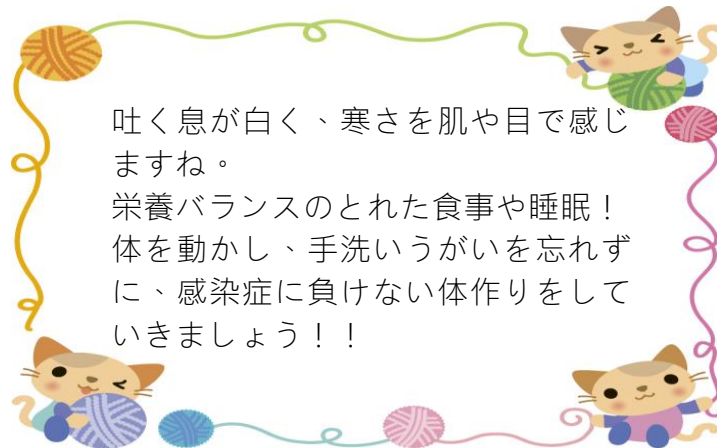 吐く息が白く、寒さを肌や目で感じ
ますね。
栄養バランスのとれた食事や睡眠！
体を動かし、手洗いうがいを忘れず
に、感染症に負けない体作りをして
いきましょう！！